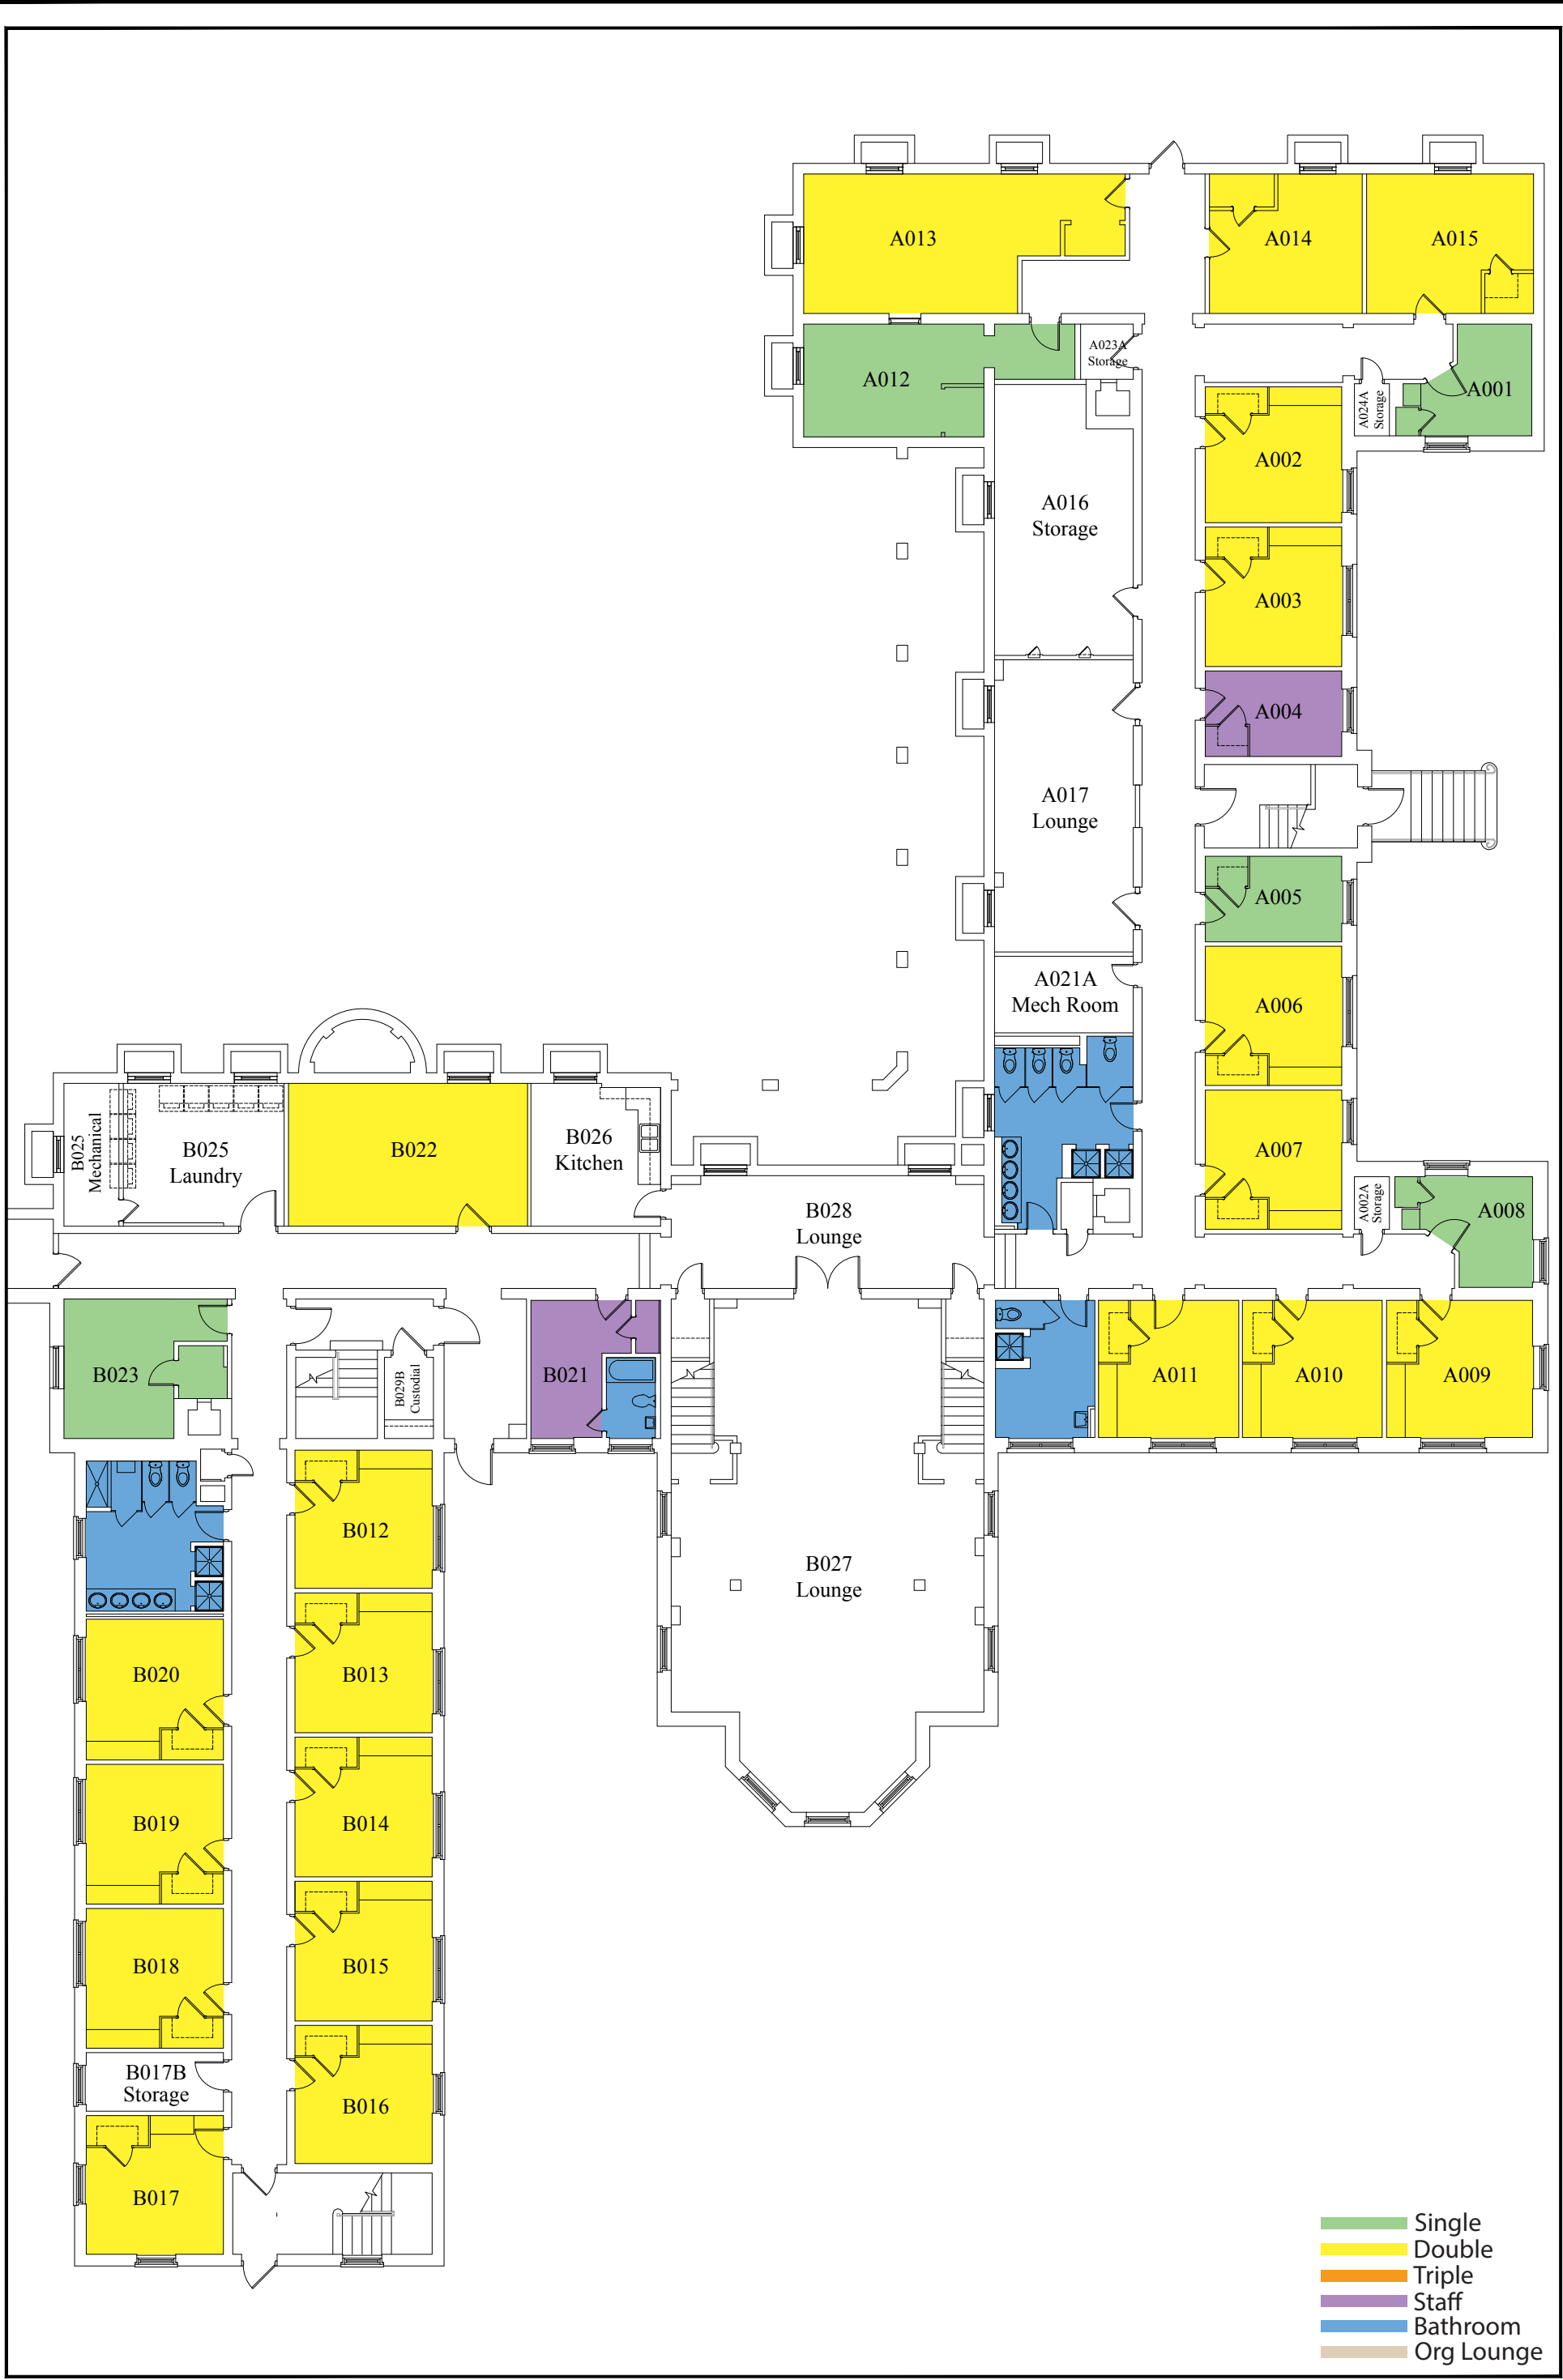 A013
A014
A015
A023A
Storage
A012
A024A
Storage
A001
A002
A016
Storage
A003
A004
A017
Lounge
A005
A021A
Mech Room
A006
B025
Mechanical
B025
Laundry
B022
B026
Kitchen
A007
B028
Lounge
A002A
Storage
A008
B023
B029B
Custodial
B021
A011
A010
A009
B012
B027
Lounge
B020
B013
B019
B014
B018
B015
B017B
Storage
B016
B017
Single
Double
Triple
Staff
Bathroom
Org Lounge